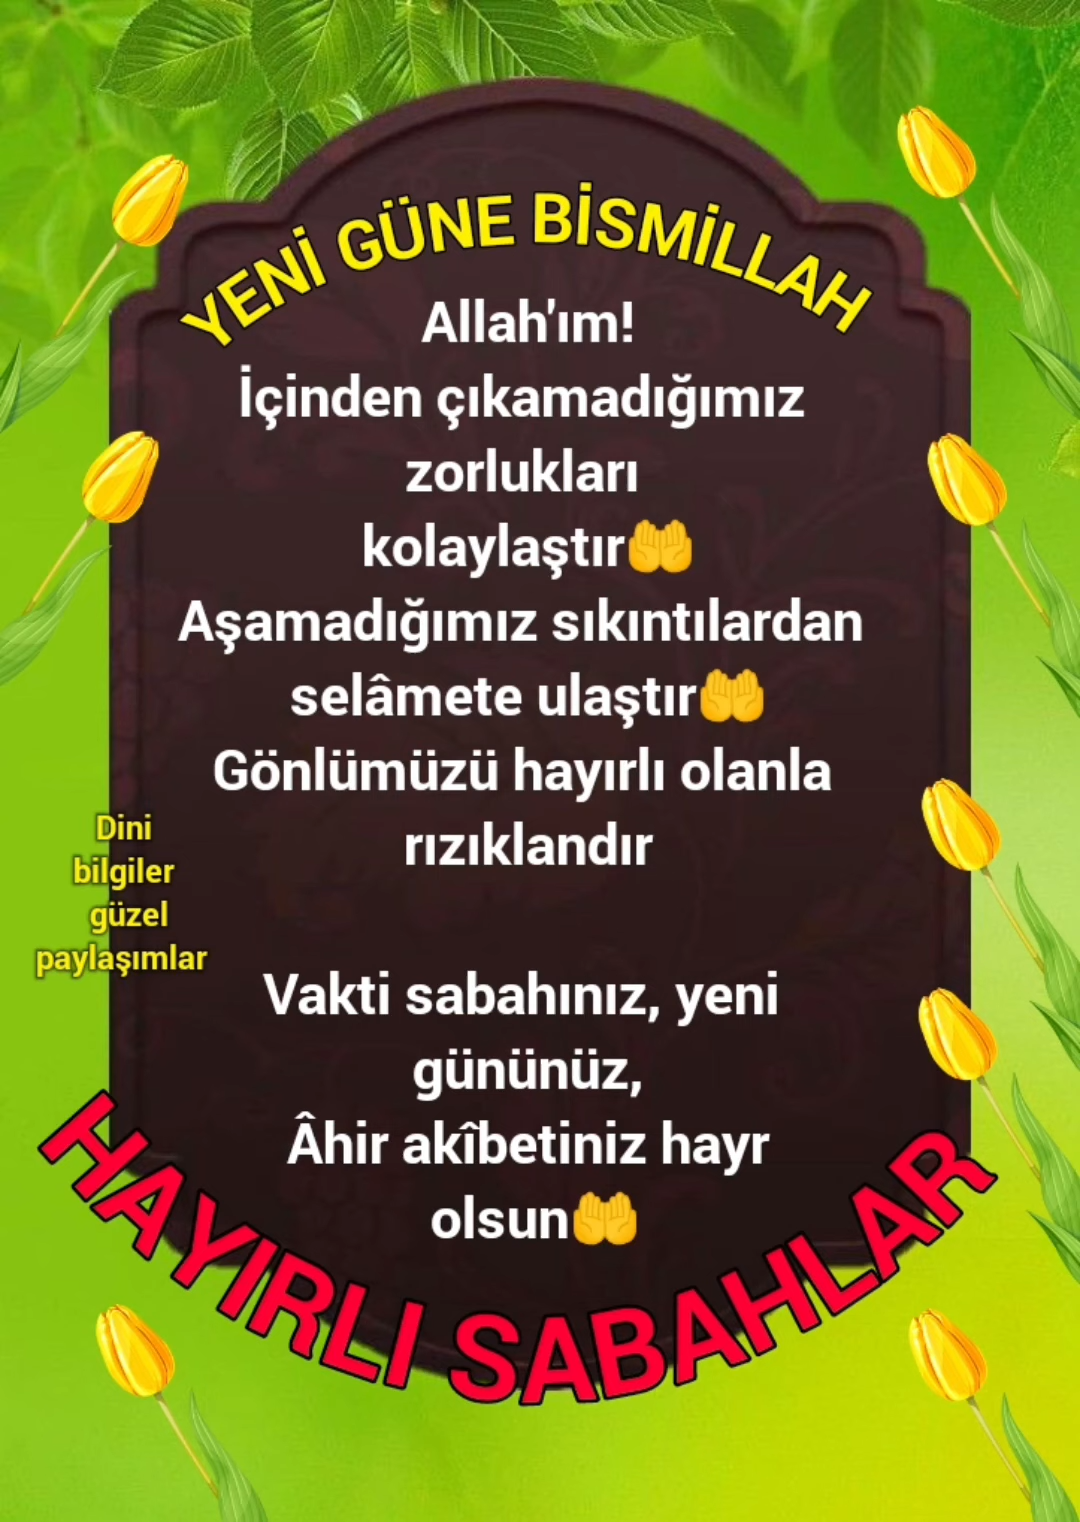 YENİ GÜNE BİSMİLLAH
Allah'ım!
İçinden çıkamadığımız
zorlukları
kolaylaştır🤲
Aşamadığımız sıkıntılardan
selâmete ulaştır🤲
Gönlümüzü hayırlı olanla
rızıklandır
Dini
bilgiler
güzel
paylaşımlar
Vakti sabahınız, yeni
gününüz,
Âhir akîbetiniz hayr
olsun🤲
HAYIRLI SABAHLAR